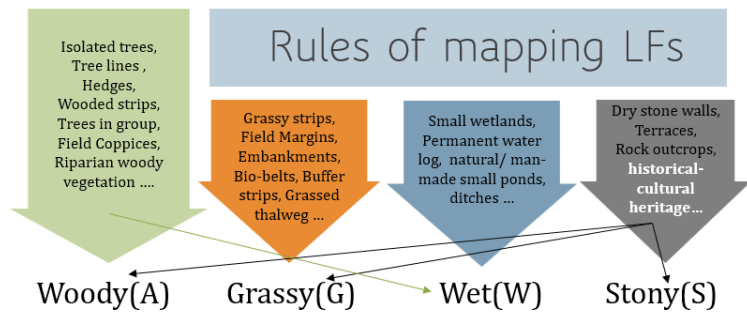 Rules of mapping LFs
Isolated trees,
Tree lines ,
Hedges,
Wooded strips,
Trees in group,
Field Coppices,
Riparian woody
vegetation ....
Grassy strips,
Field Margins,
Embankments,
Bio-belts, Buffer
strips, Grassed
thalweg ...
Small wetlands,
Permanent water
log, natural/ man-
made small ponds,
ditches ...
Dry stone walls,
Terraces,
Rock outcrops,
historical-
cultural
heritage...
Woody(A)
Grassy(G)
Wet(W)
Stony(S)